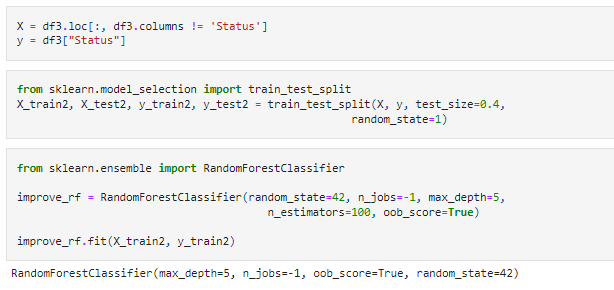 X = df3.loc[:, df3.columns != 'Status']
y = df3["Status"]
from sklearn.model_selection import train_test_split
X_train2, X_test2, y_train2, y_test2 = train_test_split(X, y, test_size=0.4,
random_state=1)
from sklearn.ensemble import RandomForestClassifier
improve_rf = RandomForestClassifier(random_state=42, n_jobs=-1, max_depth=5,
n_estimators=100, oob_score=True)
improve_rf.fit(X_train2, y_train2)
RandomForestClassifier(max_depth=5, n_jobs=-1, oob_score=True, random_state=42)